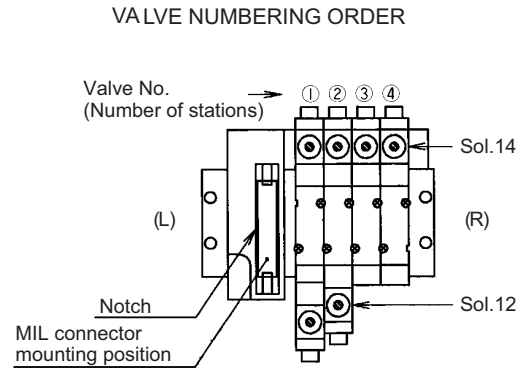 VALVE NUMBERING ORDER
Valve No.
(Number of stations)
① ② ③ ④
Sol.14
(L)
(R)
Notch
Sol.12
MIL connector
mounting position